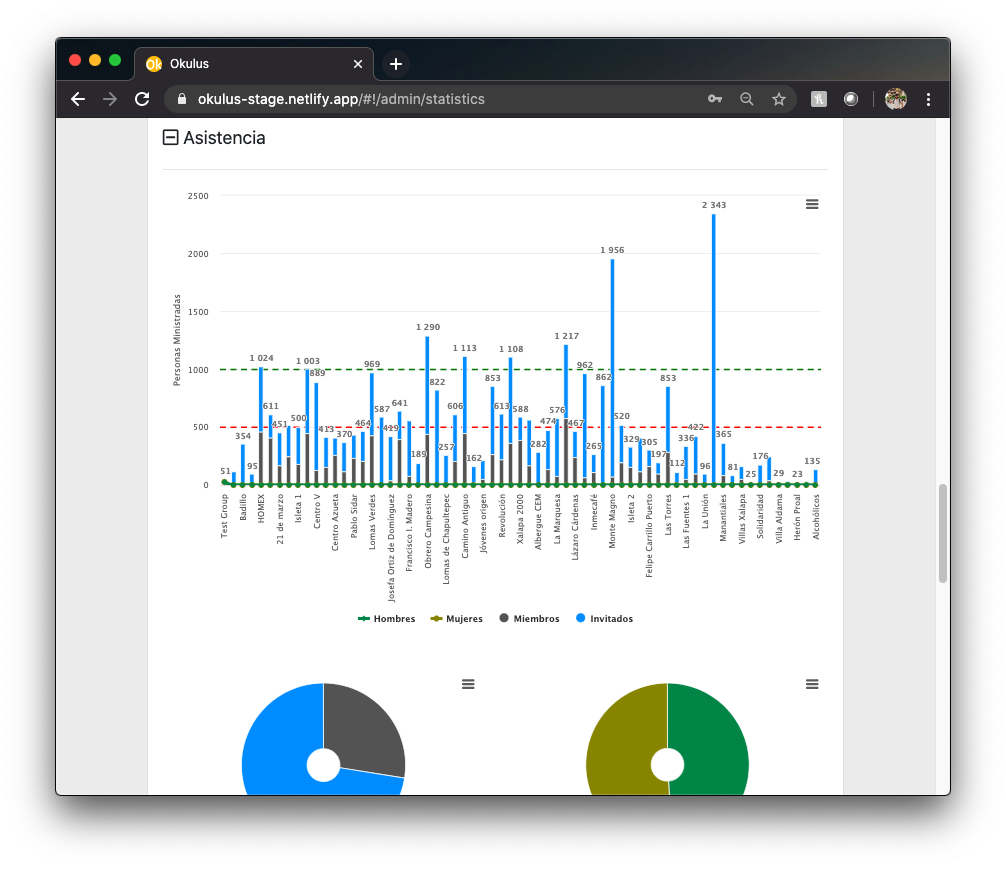 Ok Okulus
okulus-stage.netlify.app/#!/admin/statistics
Asistencia
2500
2000
1500
1000
500
0
Personas Ministradas
51
354
95
1 024
611
451
500
1 003
889
413
370
464
969
587
419
641
189
1 290
822
257
606
1 113
162
853
613
1 108
588
282
474
576
1 217
467
962
265
862
1 956
520
329
305
197
853
112
336
422
96
2 343
365
81
25
176
29
23
135
Test Group
Badillo
HOMEX
21 de marzo
Isleta 1
Centro V
Centro Azueta
Pablo Sidar
Lomas Verdes
Josefa Ortiz de Domínguez
Francisco I. Madero
Obrero Campesina
Lomas de Chapultepec
Camino Antiguo
Jóvenes origen
Revolución
Xalapa 2000
Albergue CEM
La Marquesa
Lázaro Cárdenas
Inmecafé
Monte Magno
Isleta 2
Felipe Carrillo Puerto
Las Torres
Las Fuentes 1
La Unión
Manantiales
Villas Xalapa
Solidaridad
Villa Aldama
Herón Proal
Alcohólicos
Hombres Mujeres Miembros Invitados